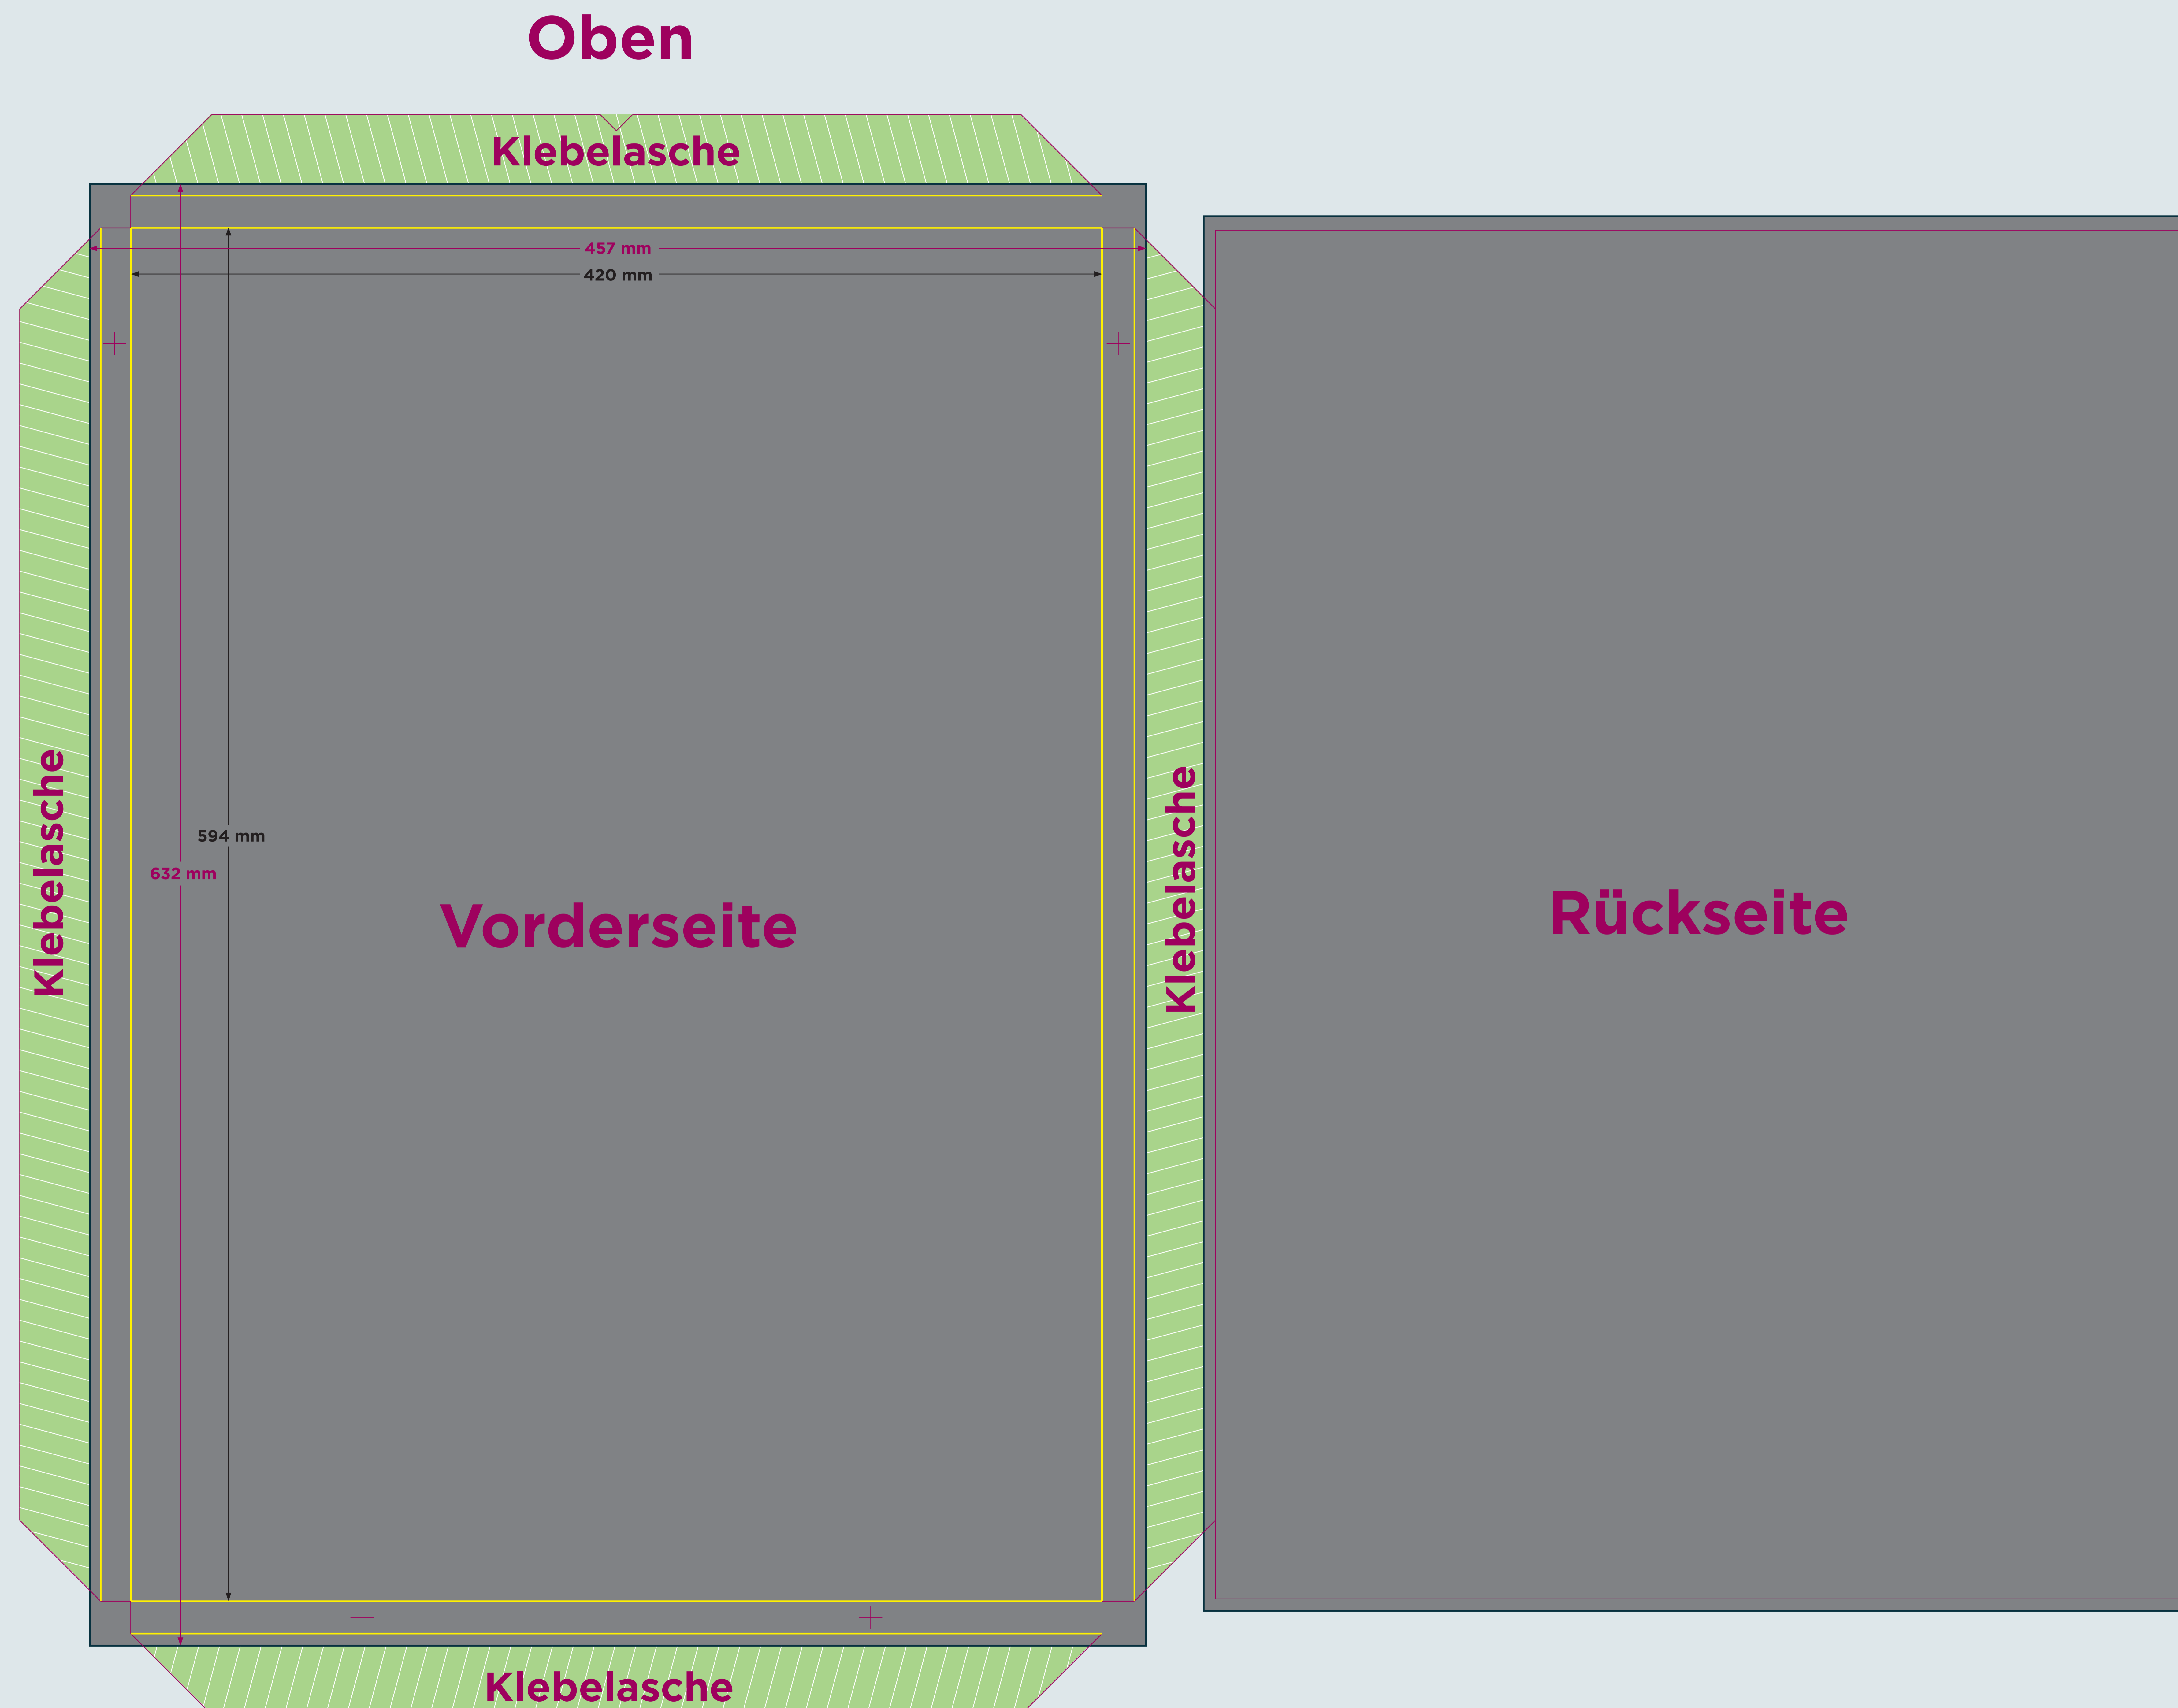 Oben
Klebelasche
457 mm
420 mm
594 mm
632 mm
Klebelasche
Vorderseite
Klebelasche
Rückseite
Klebelasche